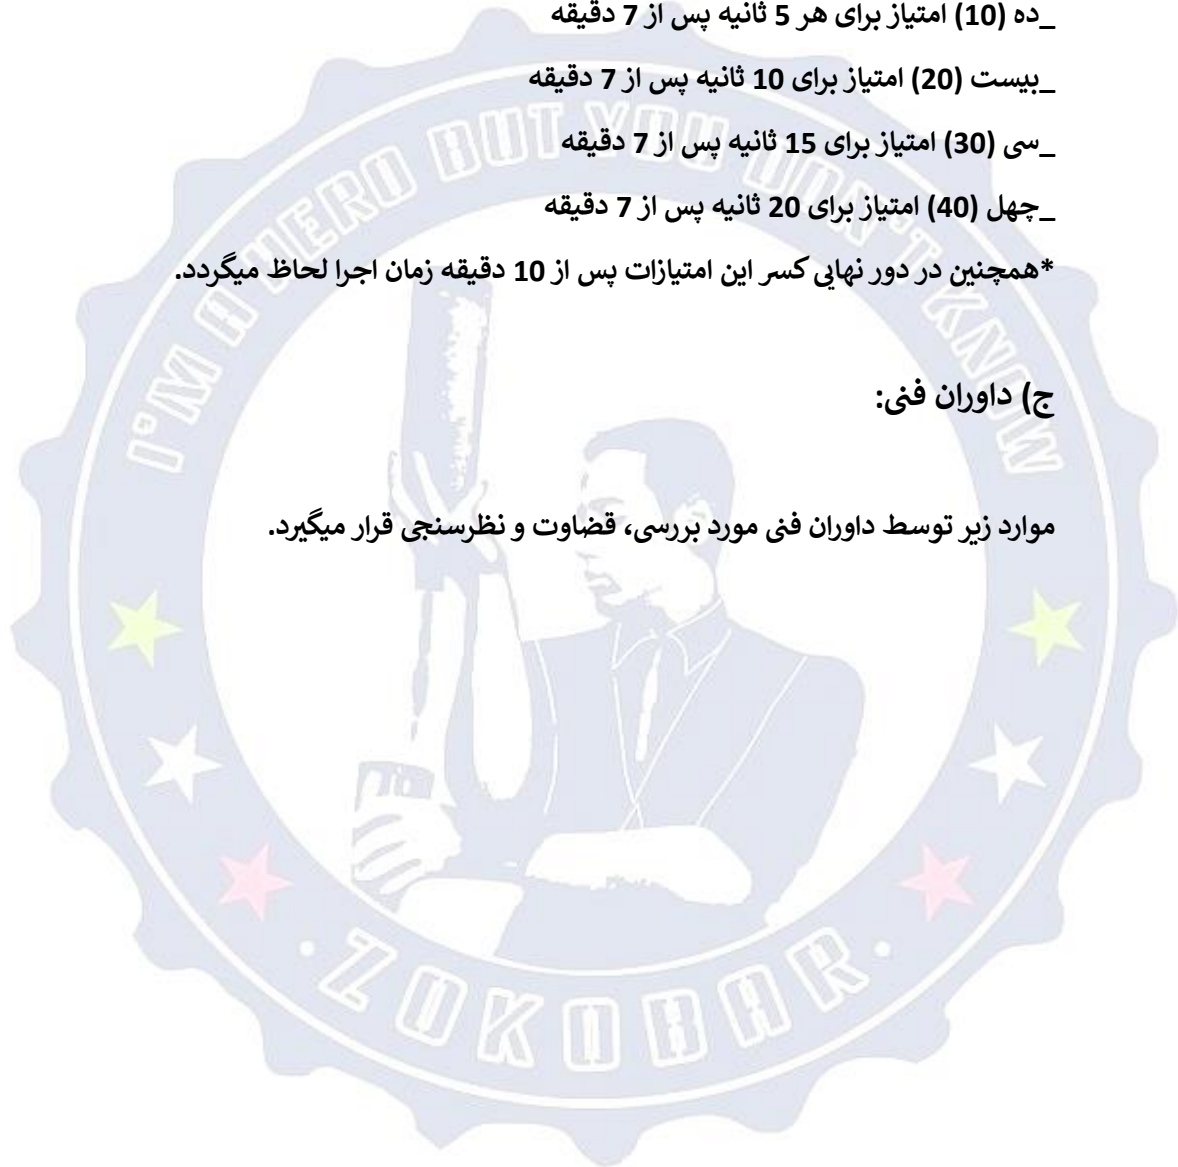 _ده (10) امتیاز برای هر 5 ثانیه پس از 7 دقیقه
_بیست (20) امتیاز برای 10 ثانیه پس از 7 دقیقه
_سی (30) امتیاز برای 15 ثانیه پس از 7 دقیقه
_چهل (40) امتیاز برای 20 ثانیه پس از 7 دقیقه
*همچنین در دور نهایی کسر این امتیازات پس از 10 دقیقه زمان اجرا لحاظ میگردد.
ج) داوران فنی:
موارد زیر توسط داوران فنی مورد بررسی، قضاوت و نظرسنجی قرار میگیرد.
I'M A HERO BUT YOU DON'T KNOW
. ZOKOBAR .